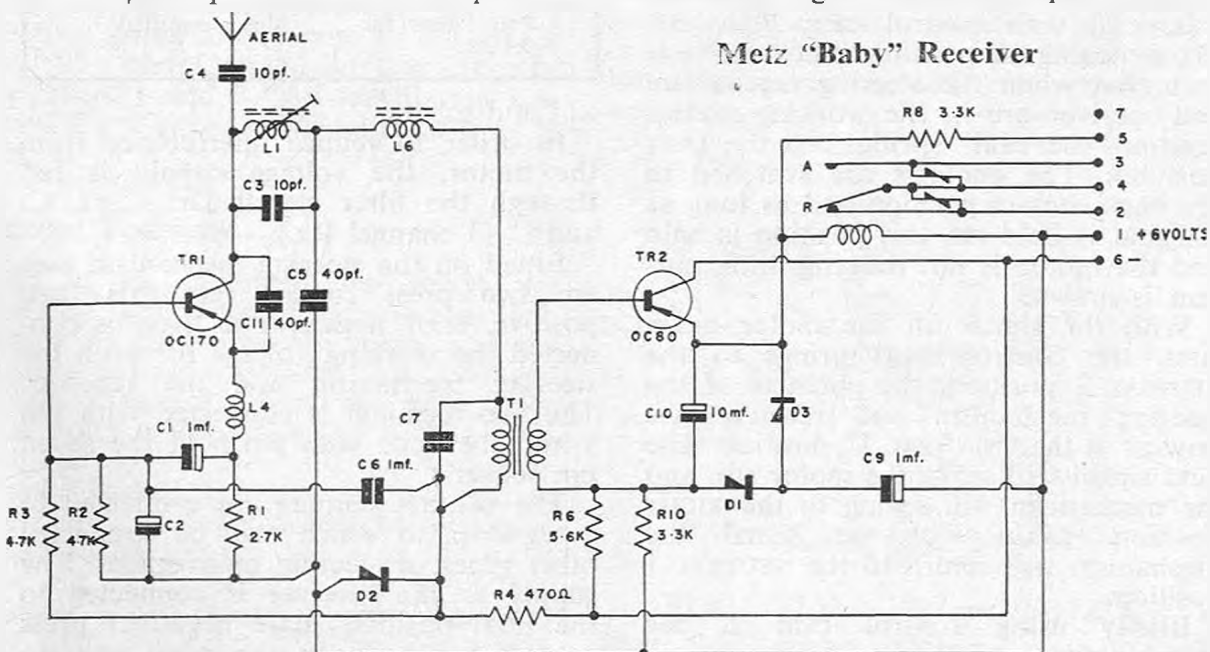 AERIAL
C4 10pf.
Metz "Baby" Receiver
L1
L6
R8 3.3K
7
5
A
3
4
R
2
1 +6VOLTS
6-
C3 10pf.
TR1
C5 40pf.
C11 40pf.
OC170
TR2
OC80
L4
C10 10mf.
D3
C1 1mf.
C7
T1
C6 1mf.
D1
C9 1mf.
R3
4.7K
R2
4.7K
C2
R1
2.7K
5.6K
R10
3.3K
D2
R4 470Ω